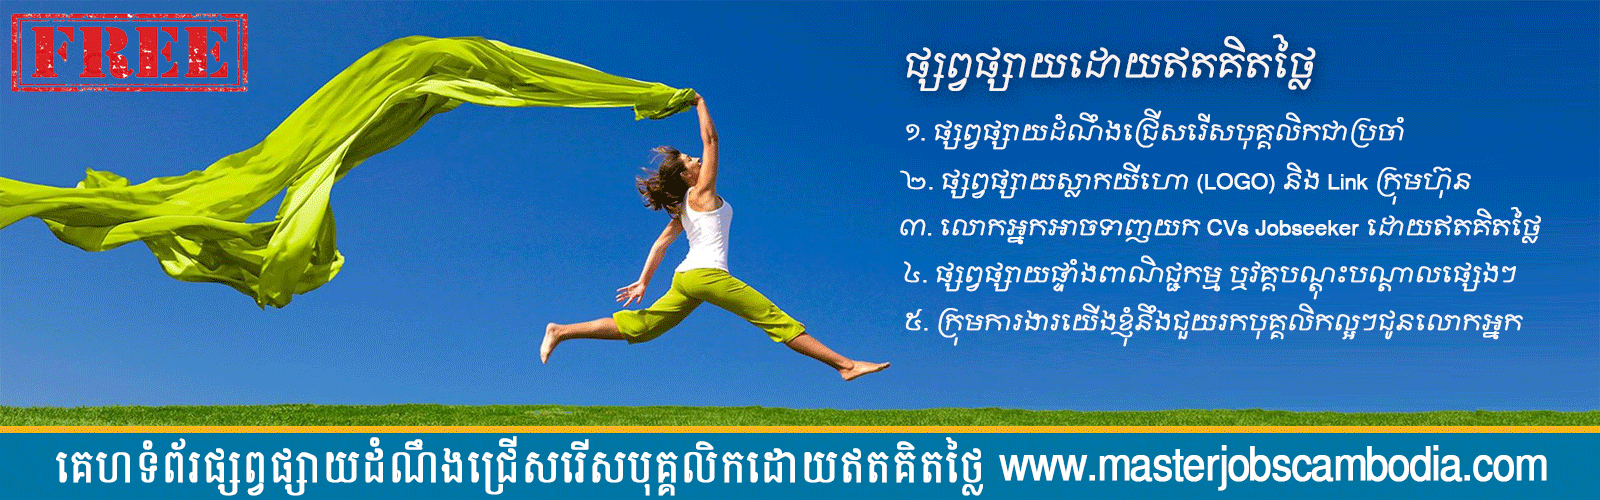 FREE
ផ្សព្វផ្សាយដោយឥតគិតថ្លៃ
១. ផ្សព្វផ្សាយដំណឹងជ្រើសរើសបុគ្គលិកជាប្រចាំ
២. ផ្សព្វផ្សាយស្លាកយីហោ (LOGO) និង Link ក្រុមហ៊ុន
៣. លោកអ្នកអាចទាញយក CVs Jobseeker ដោយឥតគិតថ្លៃ
៤. ផ្សព្វផ្សាយផ្ទាំងពាណិជ្ជកម្ម ឬវគ្គបណ្តុះបណ្តាលផ្សេងៗ
៥. ក្រុមការងារយើងខ្ញុំនឹងជួយរកបុគ្គលិកល្អៗជូនលោកអ្នក
គេហទំព័រផ្សព្វផ្សាយដំណឹងជ្រើសរើសបុគ្គលិកដោយឥតគិតថ្លៃ www.masterjobscambodia.com